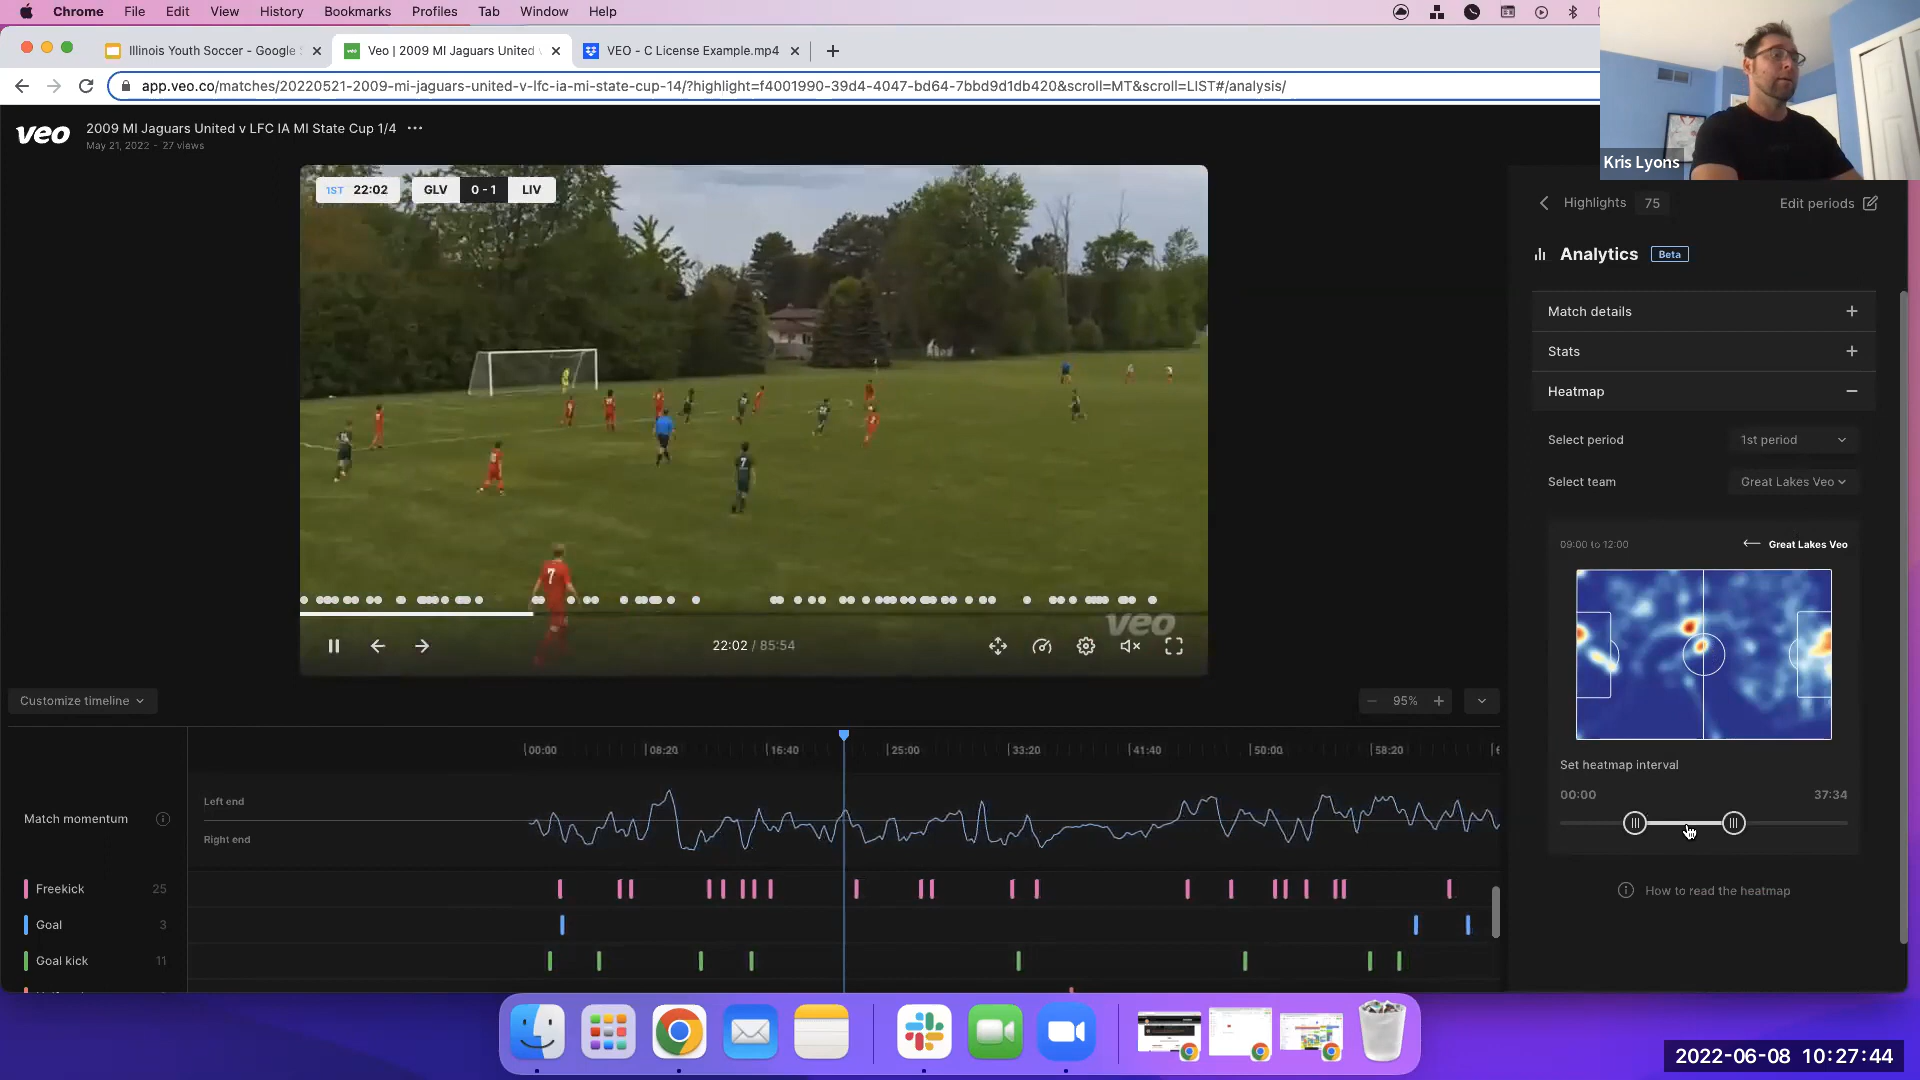 Chrome File Edit View History Bookmarks Profiles Tab Window Help
Illinois Youth Soccer - Google
Veo | 2009 MI Jaguars United
VEO - C License Example.mp4
app.veo.co/matches/20220521-2009-mi-jaguars-united-v-lfc-ia-mi-state-cup-14/?highlight=f4001990-39d4-4047-bd64-7bbd9d1db420&scroll=MT&scroll=LIST#/analysis/
Kris Lyons
veo
2009 MI Jaguars United v LFC IA MI State Cup 1/4 ···
May 21, 2022 - 27 views
1ST 22:02 GLV 0 - 1 LIV
7
7
veo
22:02 / 85:54
Highlights 75 Edit periods
Analytics Beta
Match details +
Stats +
Heatmap −
Select period 1st period
Select team Great Lakes Veo
09:00 to 12:00 Great Lakes Veo
Set heatmap interval
00:00 37:34
How to read the heatmap
Customize timeline
95%
00:00 08:20 16:40 25:00 33:20 41:40 50:00 58:20
Match momentum
Left end
Right end
Freekick 25
Goal 3
Goal kick 11
2022-06-08 10:27:44